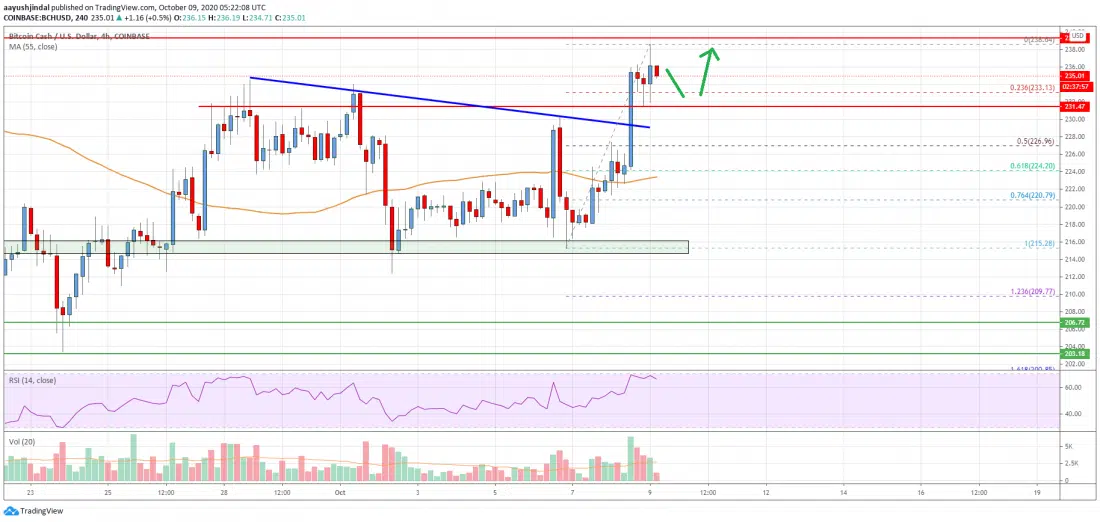 aayushjindal published on TradingView.com, October 09, 2020 05:22:08 UTC
COINBASE:BCHUSD, 240 235.01 ▲ +1.16 (+0.5%) O:236.15 H:236.19 L:234.71 C:235.01
Bitcoin Cash / U.S. Dollar, 4h, COINBASE
MA (55, close)
USD
0(238.64)
238.00
236.00
235.01
02:37:57
0.236(233.13)
231.47
230.00
228.00
0.5(226.96)
226.00
0.618(224.20)
224.00
222.00
0.764(220.79)
220.00
218.00
216.00
1(215.28)
214.00
212.00
1.236(209.77)
210.00
208.00
206.72
204.00
203.18
202.00
1.618(200.85)
RSI (14, close)
60.00
40.00
Vol (20)
5K
2.5K
0
23 25 12:00 28 12:00 Oct 3 5 7 9 12:00 12 14 16 12:00 19
TradingView